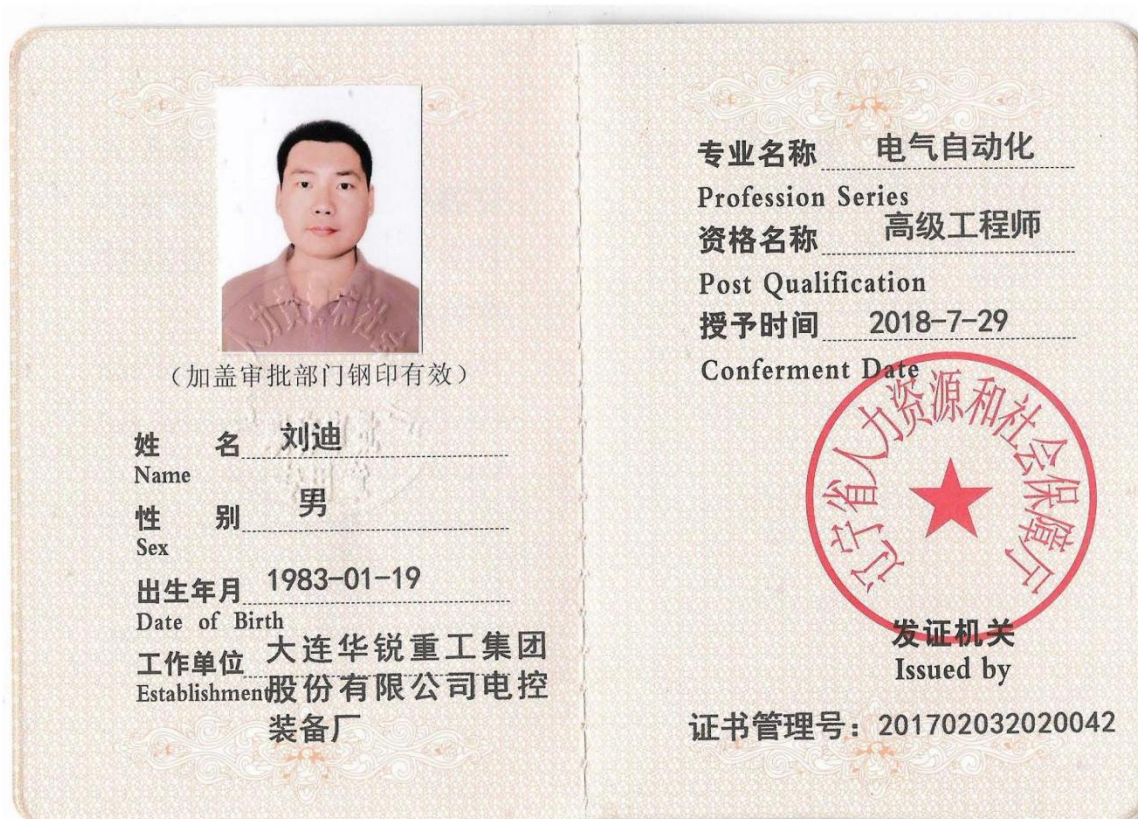 （加盖审批部门钢印有效）
姓 名 刘迪
Name
性 别 男
Sex
出生年月 1983-01-19
Date of Birth
工作单位 大连华锐重工集团
Establishment 股份有限公司电控
装备厂
专业名称 电气自动化
Profession Series
资格名称 高级工程师
Post Qualification
授予时间 2018-7-29
Conferment Date
辽宁省人力资源和社会保障厅
发证机关
Issued by
证书管理号：201702032020042